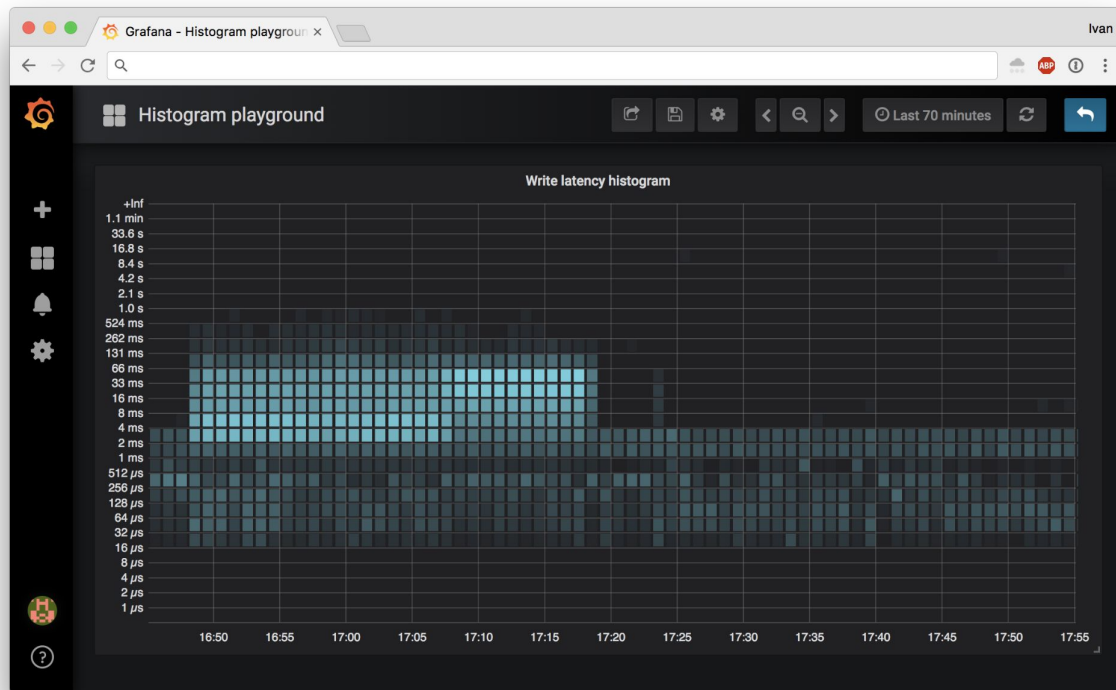 Grafana - Histogram playgroun
Ivan
ABP
Histogram playground
Last 70 minutes
Write latency histogram
+Inf
1.1 min
33.6 s
16.8 s
8.4 s
4.2 s
2.1 s
1.0 s
524 ms
262 ms
131 ms
66 ms
33 ms
16 ms
8 ms
4 ms
2 ms
1 ms
512 µs
256 µs
128 µs
64 µs
32 µs
16 µs
8 µs
4 µs
2 µs
1 µs
16:50 16:55 17:00 17:05 17:10 17:15 17:20 17:25 17:30 17:35 17:40 17:45 17:50 17:55